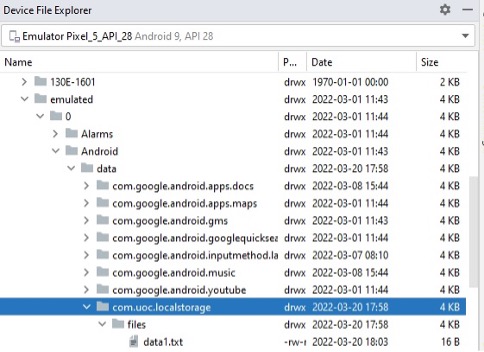 Device File Explorer
Emulator Pixel_5_API_28 Android 9, API 28
Name P... Date Size
130E-1601 drwx 1970-01-01 00:00 2 KB
emulated drwx 2022-03-01 11:43 4 KB
0 drwx 2022-03-01 11:44 4 KB
Alarms drwx 2022-03-01 11:44 4 KB
Android drwx 2022-03-01 11:43 4 KB
data drwx 2022-03-20 17:58 4 KB
com.google.android.apps.docs drwx 2022-03-08 15:44 4 KB
com.google.android.apps.maps drwx 2022-03-01 11:44 4 KB
com.google.android.gms drwx 2022-03-01 11:43 4 KB
com.google.android.googlequicksea drwx 2022-03-01 11:44 4 KB
com.google.android.inputmethod.la drwx 2022-03-07 08:10 4 KB
com.google.android.music drwx 2022-03-08 15:44 4 KB
com.google.android.youtube drwx 2022-03-01 11:44 4 KB
com.uoc.localstorage drwx 2022-03-20 17:58 4 KB
files drwx 2022-03-20 17:58 4 KB
data1.txt -rw-r 2022-03-20 18:03 16 B